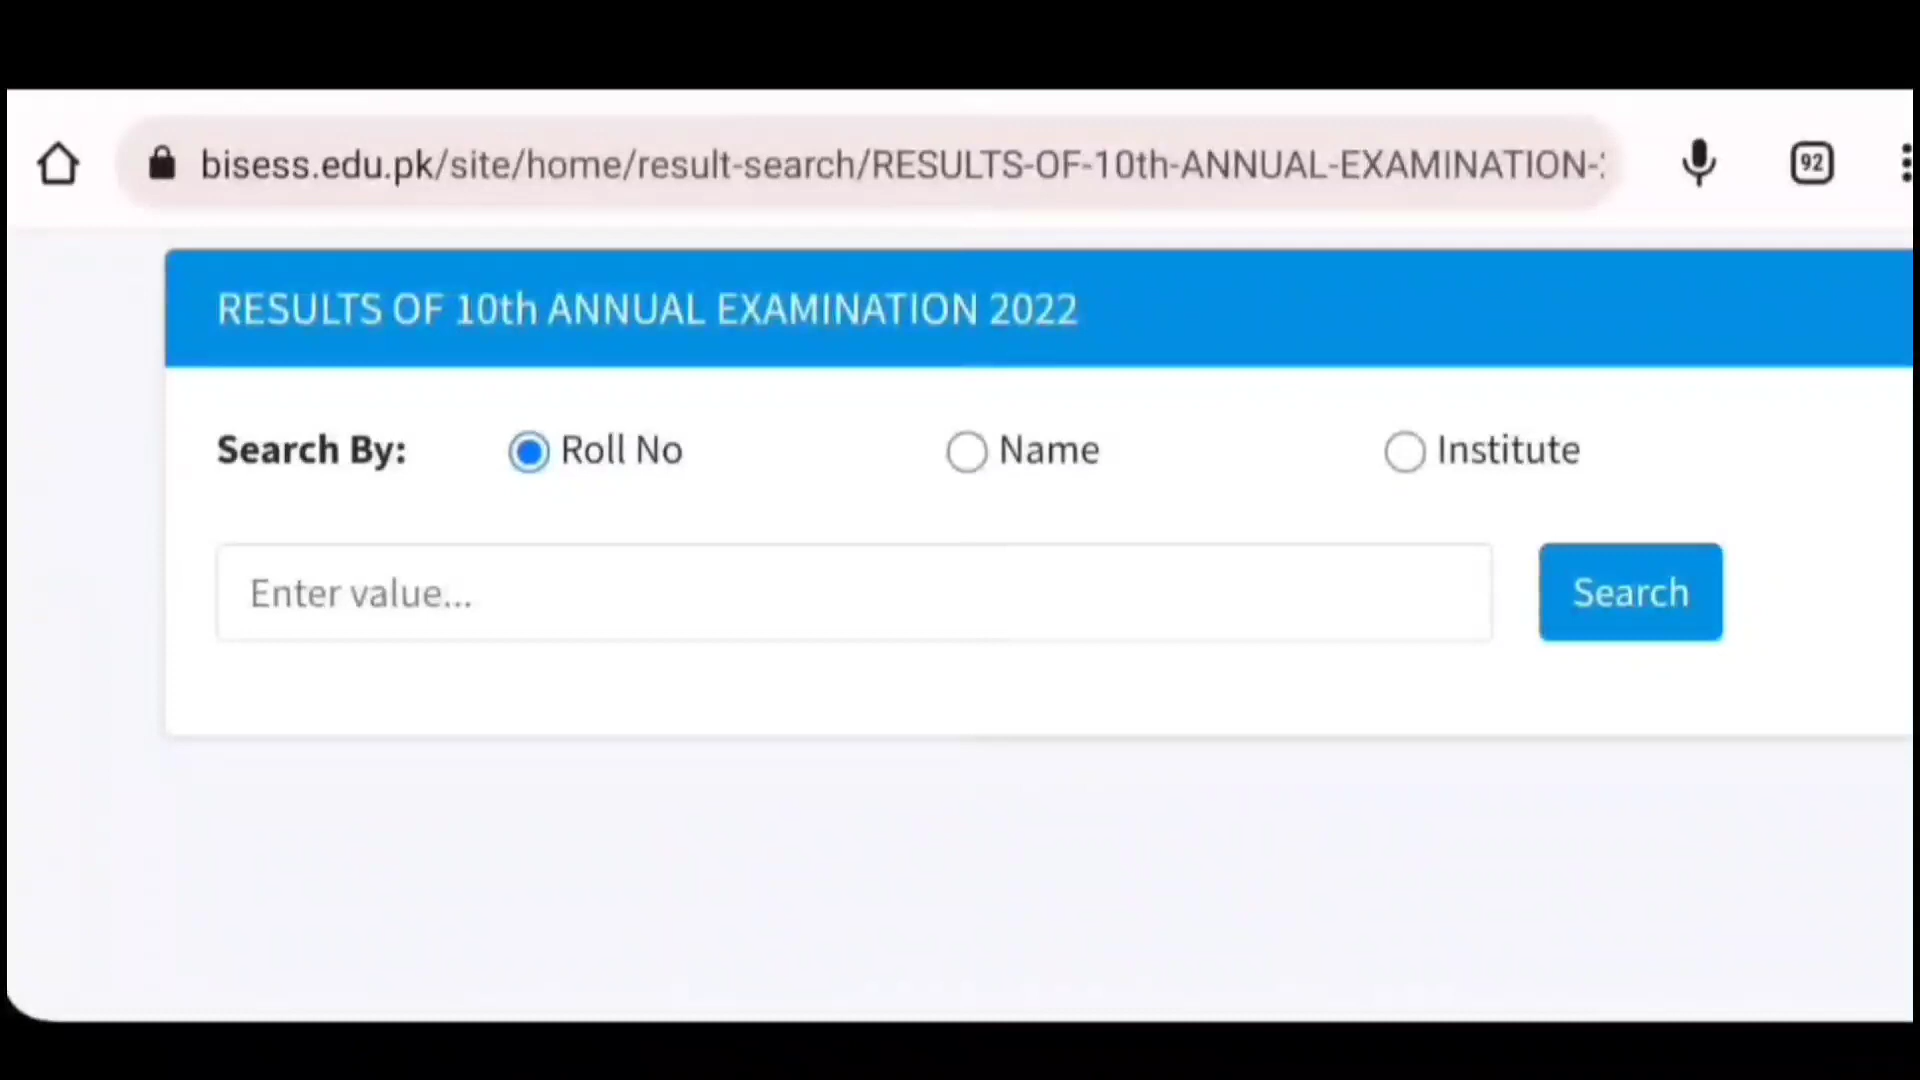 bisess.edu.pk/site/home/result-search/RESULTS-OF-10th-ANNUAL-EXAMINATION-
92
RESULTS OF 10th ANNUAL EXAMINATION 2022
Search By: Roll No Name Institute
Enter value... Search